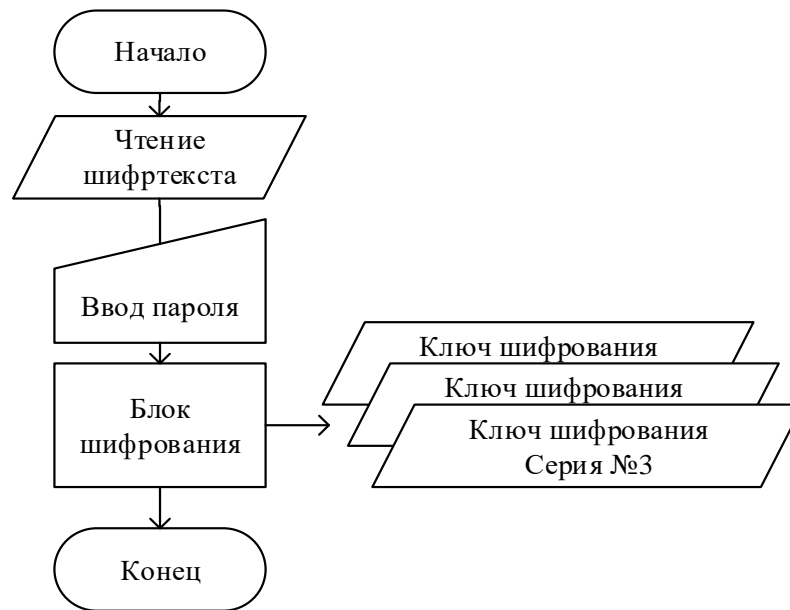 Начало
Чтение
шифртекста
Ввод пароля
Блок
шифрования
Ключ шифрования
Ключ шифрования
Ключ шифрования
Серия №3
Конец